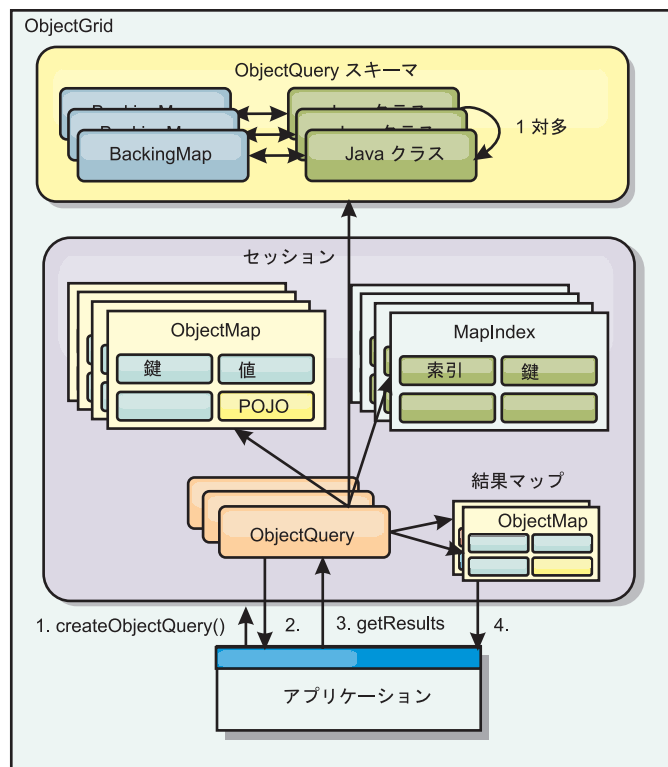 ObjectGrid
ObjectQuery スキーマ
BackingMap
Java クラス
1 対多
セッション
ObjectMap
鍵
値
POJO
MapIndex
索引
鍵
結果マップ
ObjectMap
ObjectQuery
1. createObjectQuery()
2.
3. getResults
4.
アプリケーション